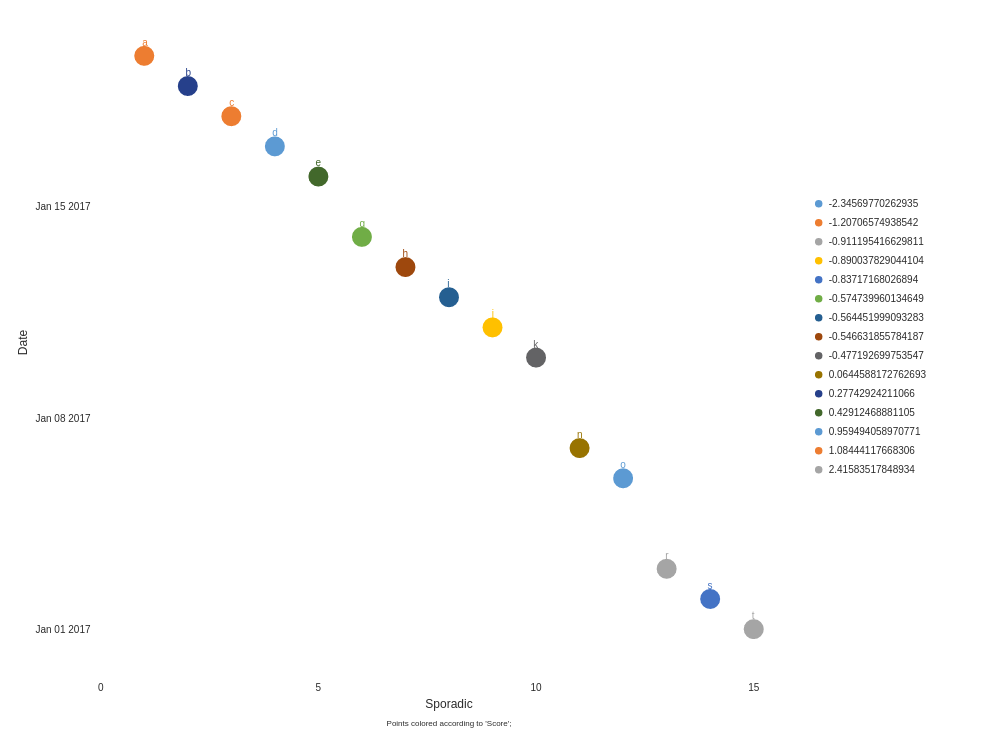 a
b
c
d
e
Jan 15 2017
g
h
i
j
k
Date
Jan 08 2017
n
o
r
s
t
Jan 01 2017
0 5 10 15
Sporadic
Points colored according to 'Score';
-2.34569770262935
-1.20706574938542
-0.911195416629811
-0.890037829044104
-0.83717168026894
-0.574739960134649
-0.564451999093283
-0.546631855784187
-0.477192699753547
0.0644588172762693
0.27742924211066
0.42912468881105
0.959494058970771
1.08444117668306
2.41583517848934